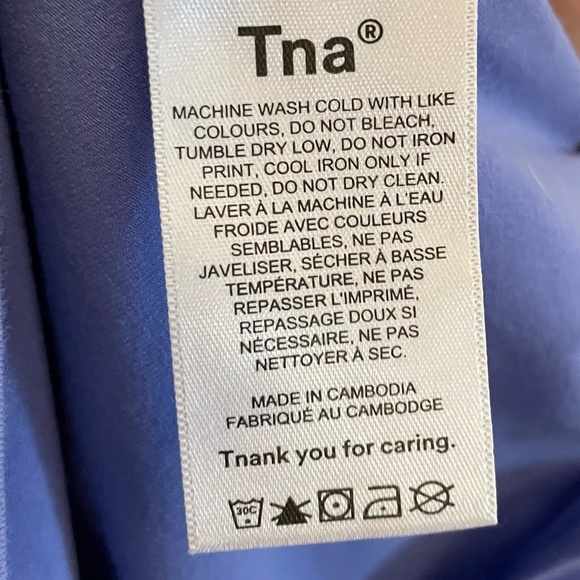 Tna®
MACHINE WASH COLD WITH LIKE
COLOURS, DO NOT BLEACH,
TUMBLE DRY LOW, DO NOT IRON
PRINT, COOL IRON ONLY IF
NEEDED, DO NOT DRY CLEAN.
LAVER À LA MACHINE À L'EAU
FROIDE AVEC COULEURS
SEMBLABLES, NE PAS
JAVELISER, SÉCHER À BASSE
TEMPÉRATURE, NE PAS
REPASSER L'IMPRIMÉ,
REPASSAGE DOUX SI
NÉCESSAIRE, NE PAS
NETTOYER À SEC.
MADE IN CAMBODIA
FABRIQUÉ AU CAMBODGE
Tnank you for caring.
30C